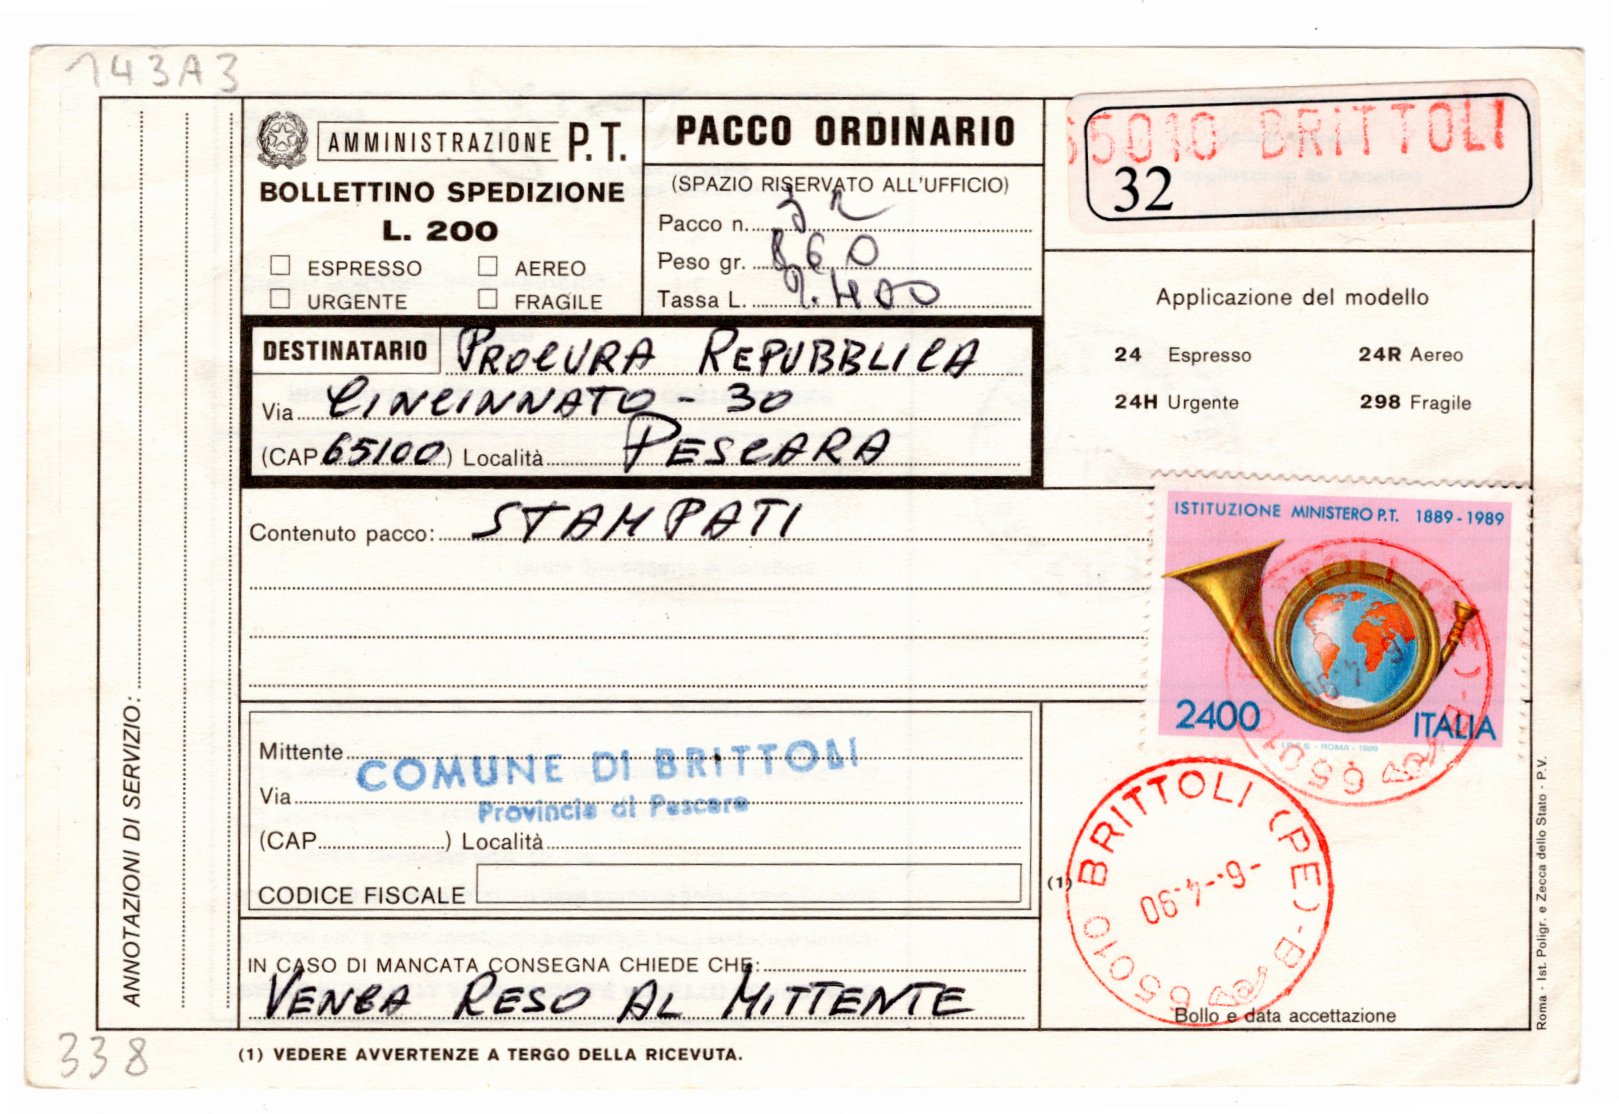 143A3
AMMINISTRAZIONE P.T.
BOLLETTINO SPEDIZIONE
L. 200
ESPRESSO AEREO
URGENTE FRAGILE
PACCO ORDINARIO
(SPAZIO RISERVATO ALL'UFFICIO)
Pacco n. 32
Peso gr. 860
Tassa L.
65010 BRITTOLI
32
Applicazione del modello
24 Espresso 24R Aereo
24H Urgente 298 Fragile
DESTINATARIO PROCURA REPUBBLICA
Via CINCINNATO - 30
(CAP 65100) Località PESCARA
Contenuto pacco: STAMPATI
ISTITUZIONE MINISTERO P.T. 1889-1989
2400 ITALIA
I.P.Z.S. - ROMA - 1989
Mittente
COMUNE DI BRITTOLI
Via
Provincia di Pescara
(CAP ) Località
CODICE FISCALE
(1)
65010 BRITTOLI (PE) - B
-6.-4.90
Bollo e data accettazione
IN CASO DI MANCATA CONSEGNA CHIEDE CHE:
VENGA RESO AL MITTENTE
ANNOTAZIONI DI SERVIZIO:
Roma - Ist. Poligr. e Zecca dello Stato - P.V.
338
(1) VEDERE AVVERTENZE A TERGO DELLA RICEVUTA.